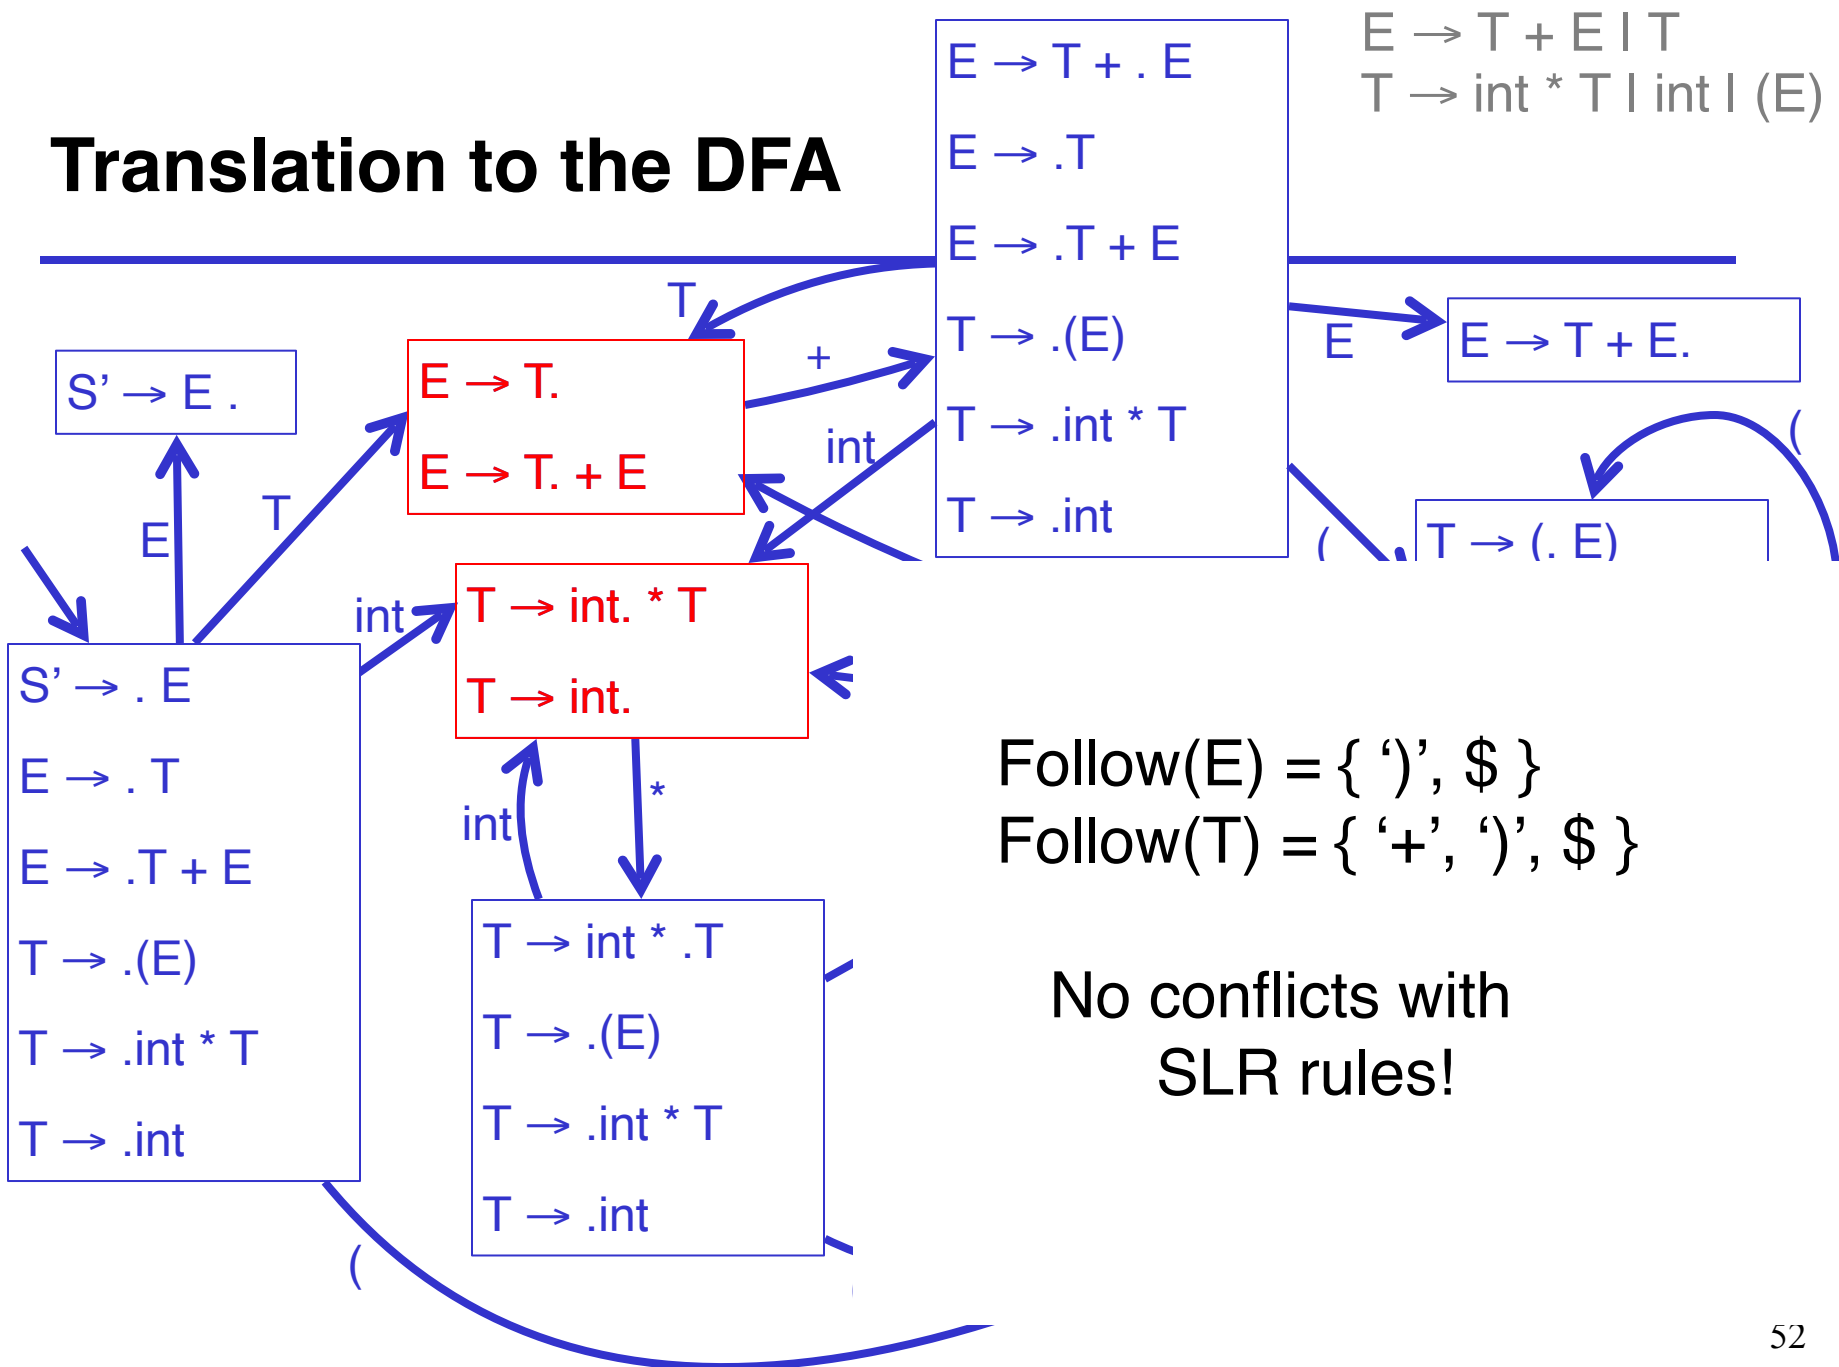 E → T + E | T
T → int * T | int | (E)
Translation to the DFA
E → T + . E
E → .T
E → .T + E
T → .(E)
T → .int * T
T → .int
T
+
E
E → T + E.
S’ → E .
E → T.
E → T. + E
int
(
(
T → (. E)
E
T
int
T → int. * T
T → int.
S’ → . E
E → . T
E → .T + E
T → .(E)
T → .int * T
T → .int
int
*
T → int * .T
T → .(E)
T → .int * T
T → .int
(
Follow(E) = { ‘)’, $ }
Follow(T) = { ‘+’, ‘)’, $ }
No conflicts with
SLR rules!
52